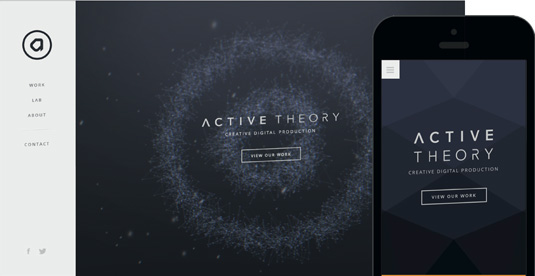 WORK
LAB
ABOUT
CONTACT
ACTIVE THEORY
CREATIVE DIGITAL PRODUCTION
VIEW OUR WORK
ACTIVE
THEORY
CREATIVE DIGITAL PRODUCTION
VIEW OUR WORK